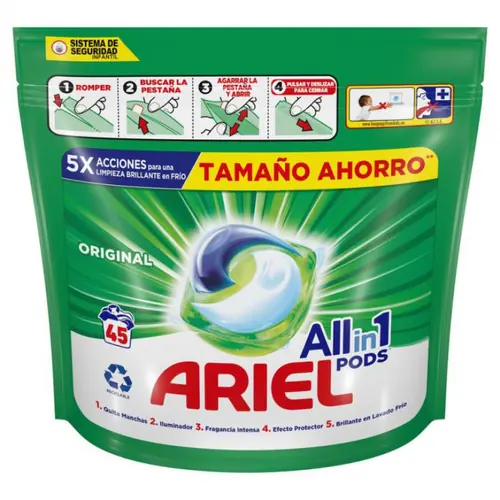 SISTEMA DE
SEGURIDAD
INFANTIL
1 ROMPER
2 BUSCAR LA
PESTAÑA
3 AGARRAR LA
PESTAÑA
Y ABRIR
4 PULSAR Y DESLIZAR
PARA CERRAR
5X ACCIONES para una
LIMPIEZA BRILLANTE en FRÍO
TAMAÑO AHORRO**
ORIGINAL
45
All in 1
PODS
RECYCLABLE
ARIEL
1. Quita Manchas 2. Iluminador 3. Fragancia Intensa 4. Efecto Protector 5. Brillante en Lavado Frío